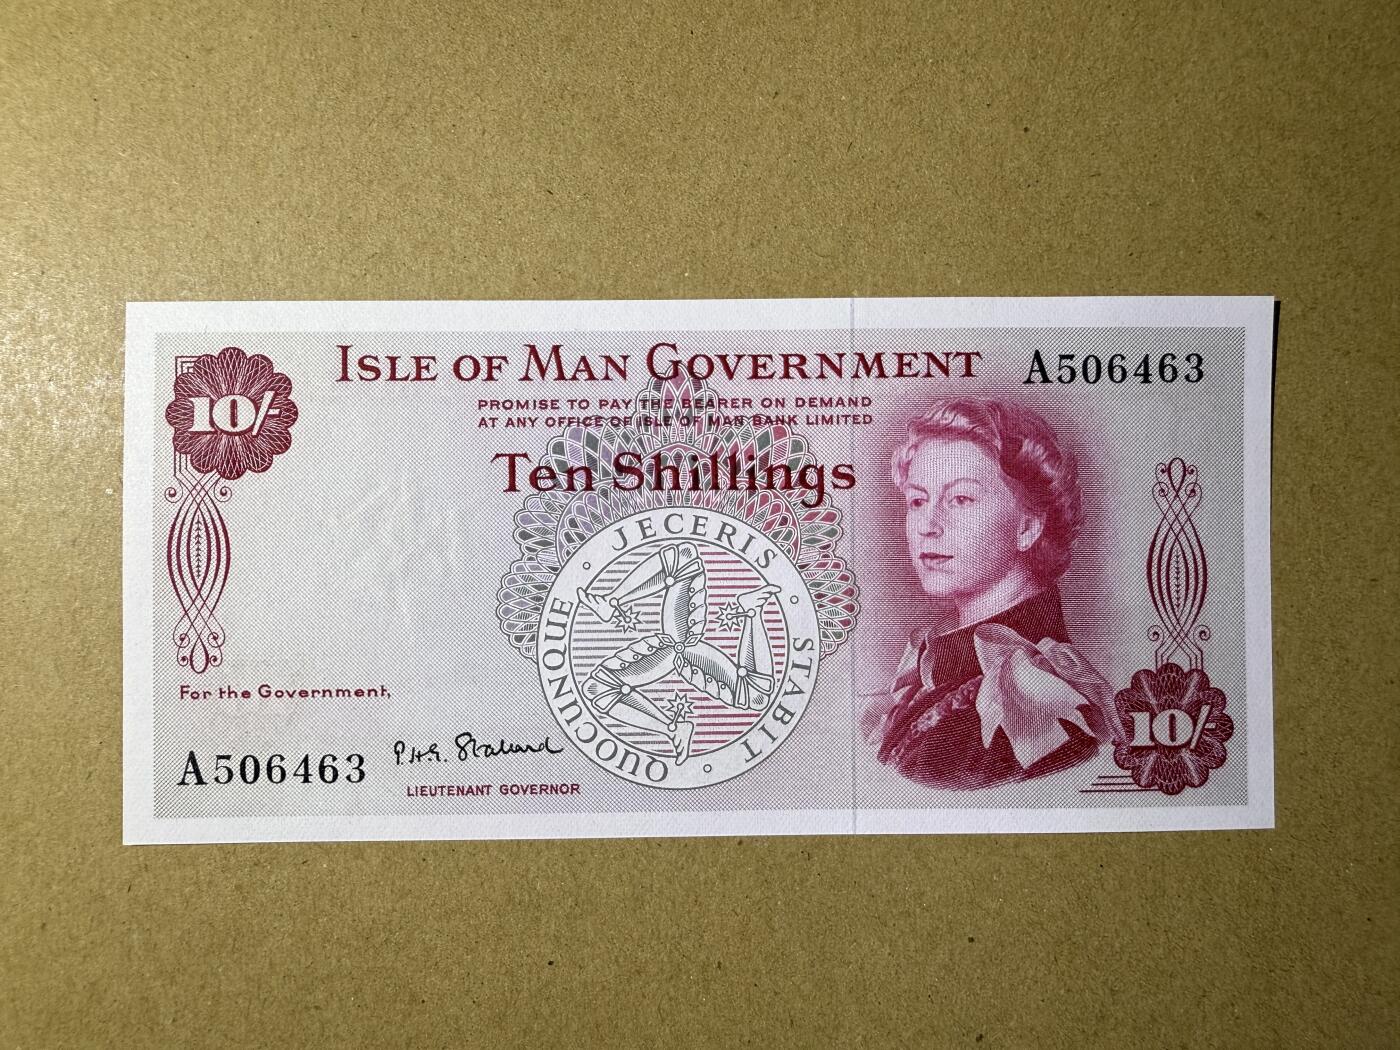 ISLE OF MAN GOVERNMENT
A506463
10/-
PROMISE TO PAY THE BEARER ON DEMAND
AT ANY OFFICE OF ISLE OF MAN BANK LIMITED
Ten Shillings
QUOCUNQUE · JECERIS · STABIT ·
For the Government,
A506463
P.H.G. Stallard
LIEUTENANT GOVERNOR
10/-